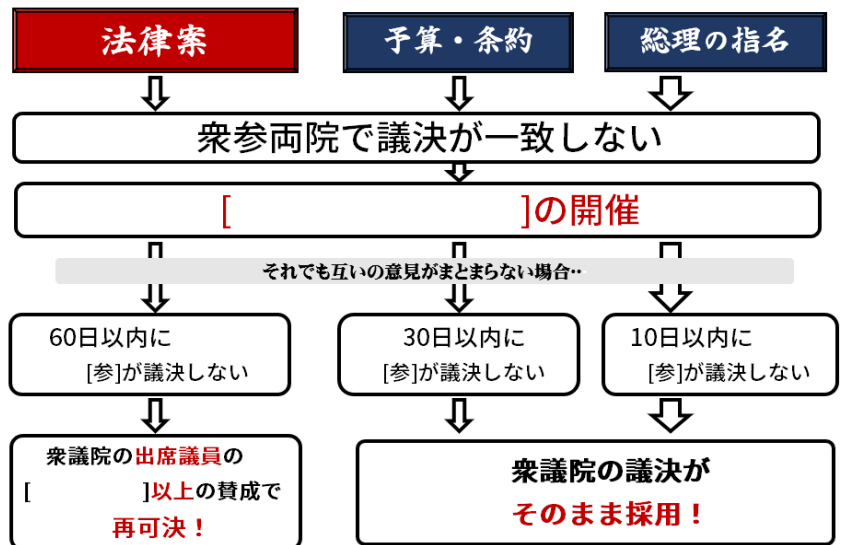 法律案
予算・条約
総理の指名
衆参両院で議決が一致しない
[ ]の開催
それでも互いの意見がまとまらない場合‥
60日以内に
[参]が議決しない
30日以内に
[参]が議決しない
10日以内に
[参]が議決しない
衆議院の出席議員の
[ ]以上の賛成で
再可決！
衆議院の議決が
そのまま採用！